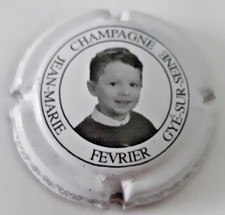 JEAN-MARIE
CHAMPAGNE
GYÉ-SUR-SEINE
FEVRIER